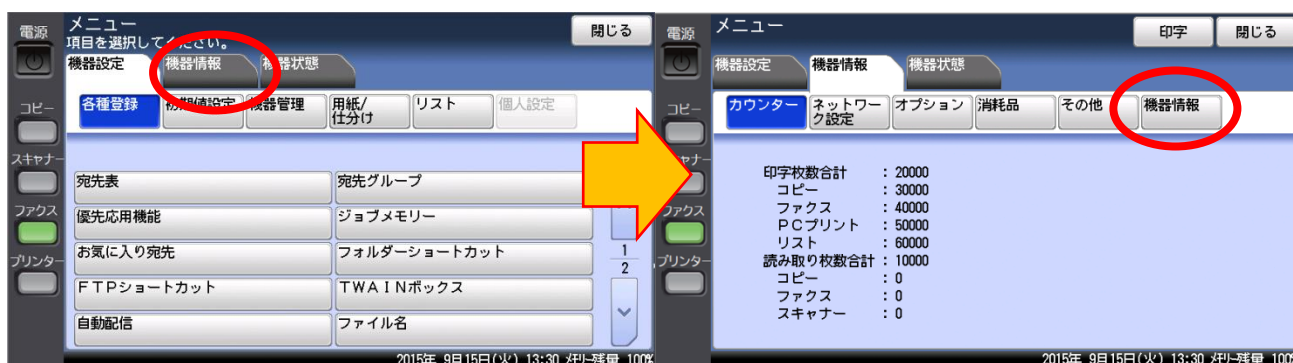 メニュー
項目を選択してください。
閉じる
電源
機器設定
機器情報
機器状態
各種登録
初期値設定
機器管理
用紙/
仕分け
リスト
個人設定
コピー
スキャナー
ファクス
プリンター
宛先表
宛先グループ
優先応用機能
ジョブメモリー
お気に入り宛先
フォルダーショートカット
1
2
FTPショートカット
TWAINボックス
自動配信
ファイル名
2015年 9月15日(火) 13:30 メモリー残量 100%
メニュー
印字
閉じる
電源
機器設定
機器情報
機器状態
カウンター
ネットワー
ク設定
オプション
消耗品
その他
機器情報
コピー
ファクス
プリンター
印字枚数合計 : 20000
コピー : 30000
ファクス : 40000
PCプリント : 50000
リスト : 60000
読み取り枚数合計 : 10000
コピー : 0
ファクス : 0
スキャナー : 0
2015年 9月15日(火) 13:30 メモリー残量 100%